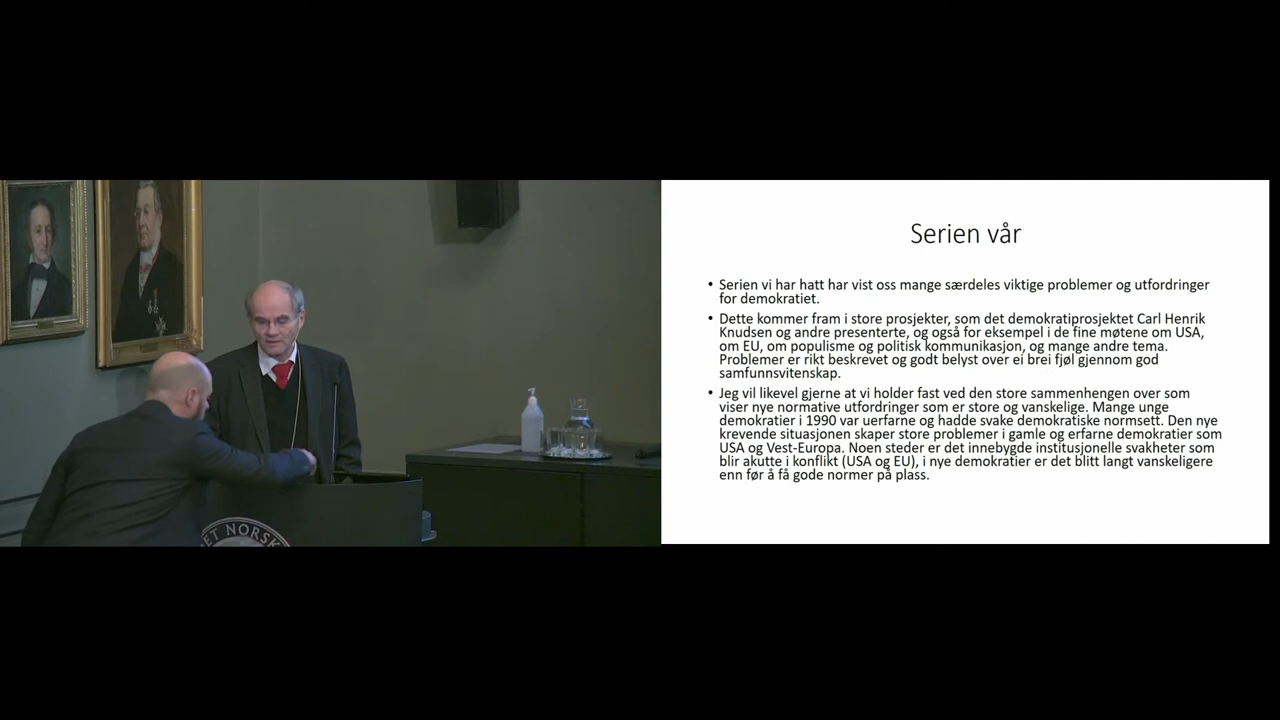 Serien vår
• Serien vi har hatt har vist oss mange særdeles viktige problemer og utfordringer
for demokratiet.
• Dette kommer fram i store prosjekter, som det demokratiprosjektet Carl Henrik
Knudsen og andre presenterte, og også for eksempel i de fine møtene om USA,
om EU, om populisme og politisk kommunikasjon, og mange andre tema.
Problemer er rikt beskrevet og godt belyst over ei brei fjøl gjennom god
samfunnsvitenskap.
• Jeg vil likevel gjerne at vi holder fast ved den store sammenhengen over som
viser nye normative utfordringer som er store og vanskelige. Mange unge
demokratier i 1990 var uerfarne og hadde svake demokratiske normsett. Den nye
krevende situasjonen skaper store problemer i gamle og erfarne demokratier som
USA og Vest-Europa. Noen steder er det innebygde institusjonelle svakheter som
blir akutte i konflikt (USA og EU), i nye demokratier er det blitt langt vanskeligere
enn før å få gode normer på plass.
ET NORSK